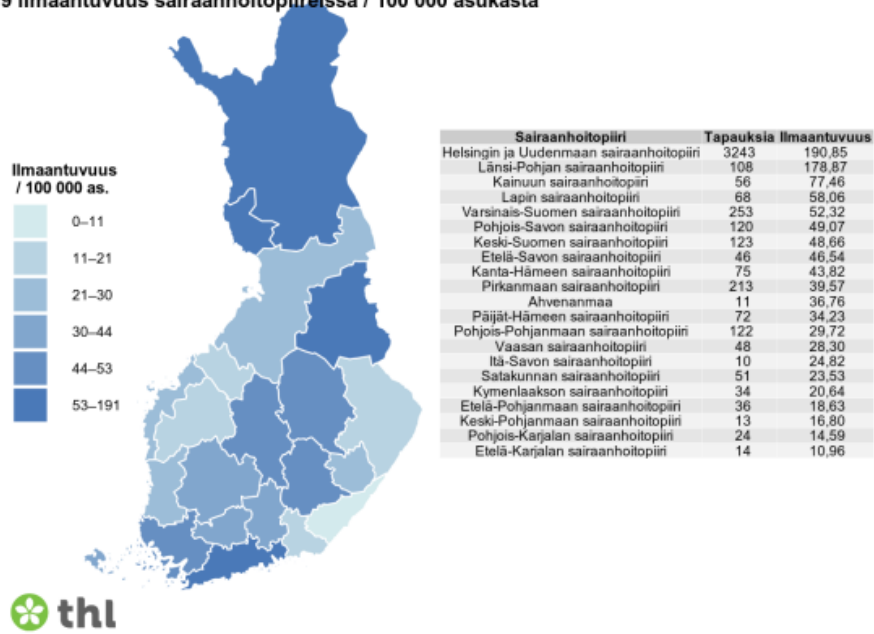 9 ilmaantuvuus sairaanhoitopiireissä / 100 000 asukasta
Ilmaantuvuus
/ 100 000 as.
0–11
11–21
21–30
30–44
44–53
53–191
Sairaanhoitopiiri Tapauksia Ilmaantuvuus
Helsingin ja Uudenmaan sairaanhoitopiiri 3243 190,85
Länsi-Pohjan sairaanhoitopiiri 108 178,87
Kainuun sairaanhoitopiiri 56 77,46
Lapin sairaanhoitopiiri 68 58,06
Varsinais-Suomen sairaanhoitopiiri 253 52,32
Pohjois-Savon sairaanhoitopiiri 120 49,07
Keski-Suomen sairaanhoitopiiri 123 48,66
Etelä-Savon sairaanhoitopiiri 46 46,54
Kanta-Hämeen sairaanhoitopiiri 75 43,82
Pirkanmaan sairaanhoitopiiri 213 39,57
Ahvenanmaa 11 36,76
Päijät-Hämeen sairaanhoitopiiri 72 34,23
Pohjois-Pohjanmaan sairaanhoitopiiri 122 29,72
Vaasan sairaanhoitopiiri 48 28,30
Itä-Savon sairaanhoitopiiri 10 24,82
Satakunnan sairaanhoitopiiri 51 23,53
Kymenlaakson sairaanhoitopiiri 34 20,64
Etelä-Pohjanmaan sairaanhoitopiiri 36 18,63
Keski-Pohjanmaan sairaanhoitopiiri 13 16,80
Pohjois-Karjalan sairaanhoitopiiri 24 14,59
Etelä-Karjalan sairaanhoitopiiri 14 10,96
thl